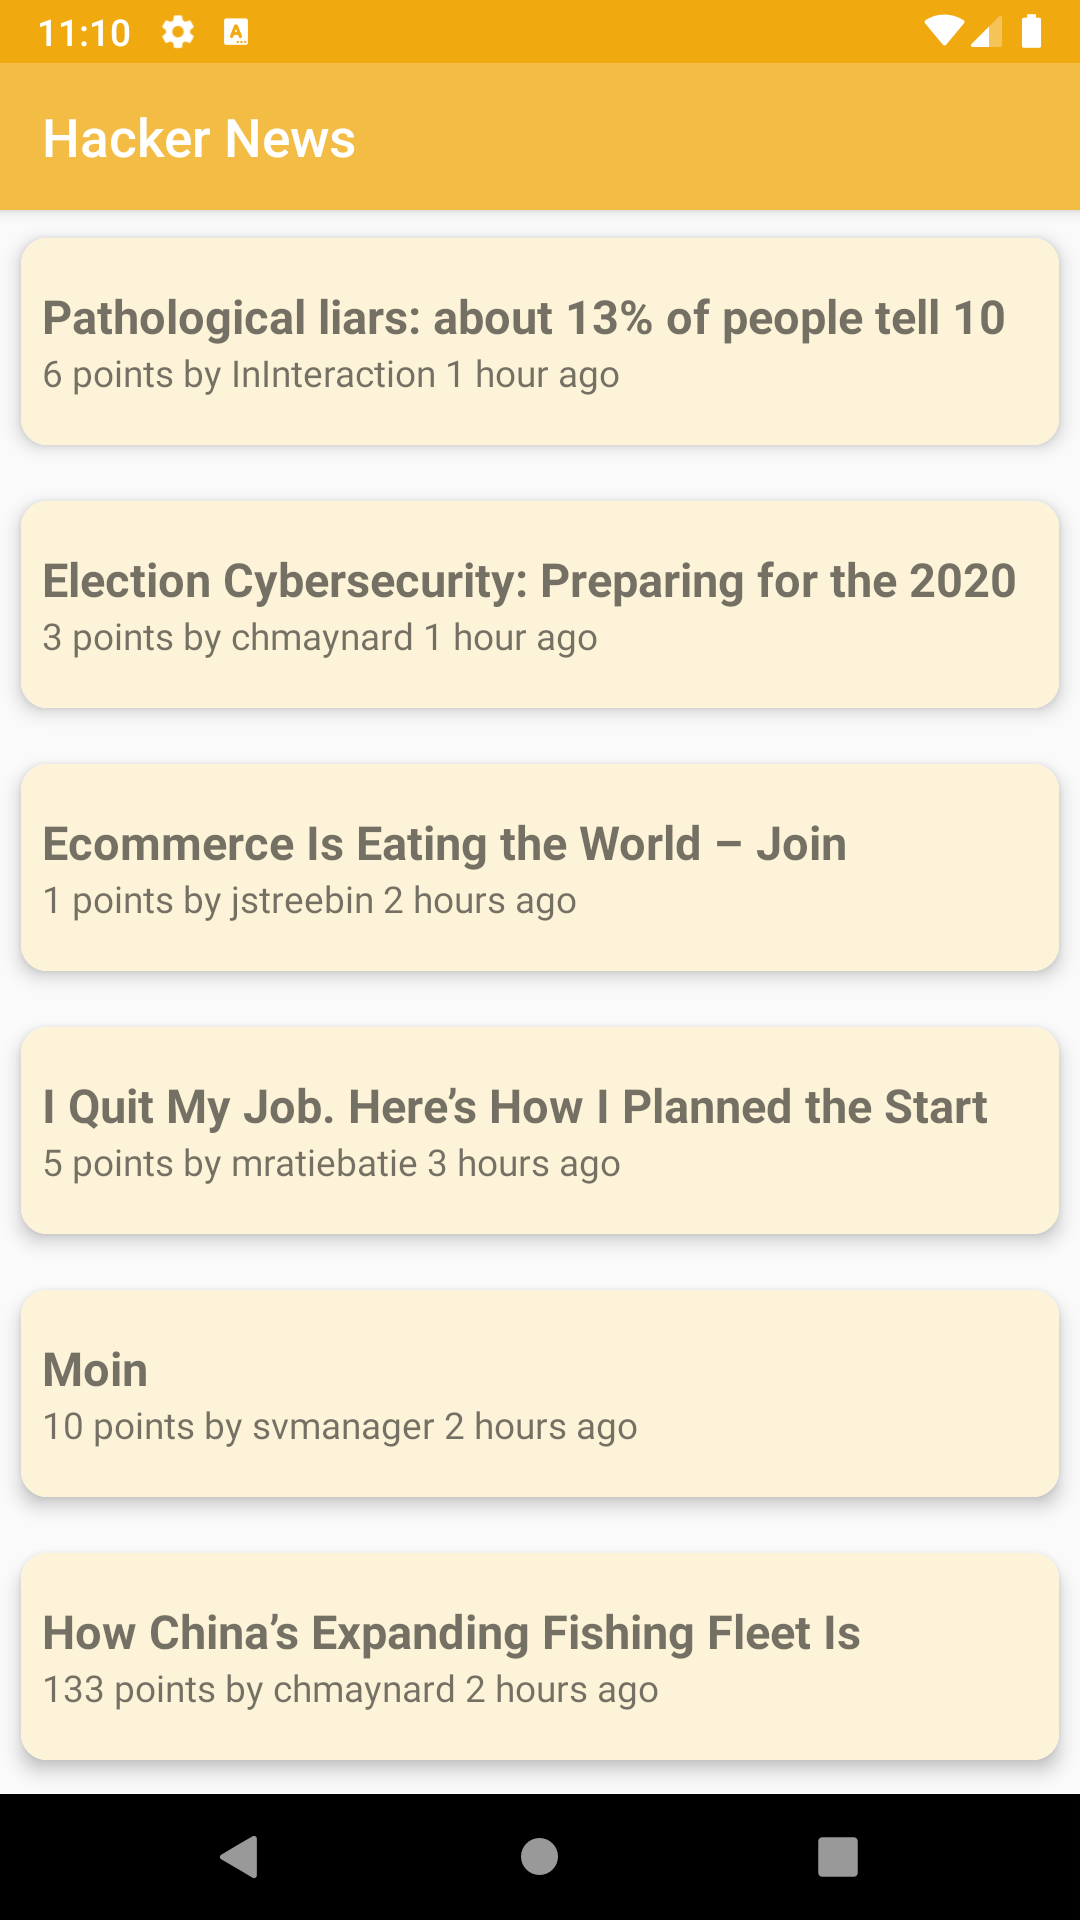 11:10
Hacker News
Pathological liars: about 13% of people tell 10
6 points by InInteraction 1 hour ago
Election Cybersecurity: Preparing for the 2020
3 points by chmaynard 1 hour ago
Ecommerce Is Eating the World – Join
1 points by jstreebin 2 hours ago
I Quit My Job. Here’s How I Planned the Start
5 points by mratiebatie 3 hours ago
Moin
10 points by svmanager 2 hours ago
How China’s Expanding Fishing Fleet Is
133 points by chmaynard 2 hours ago